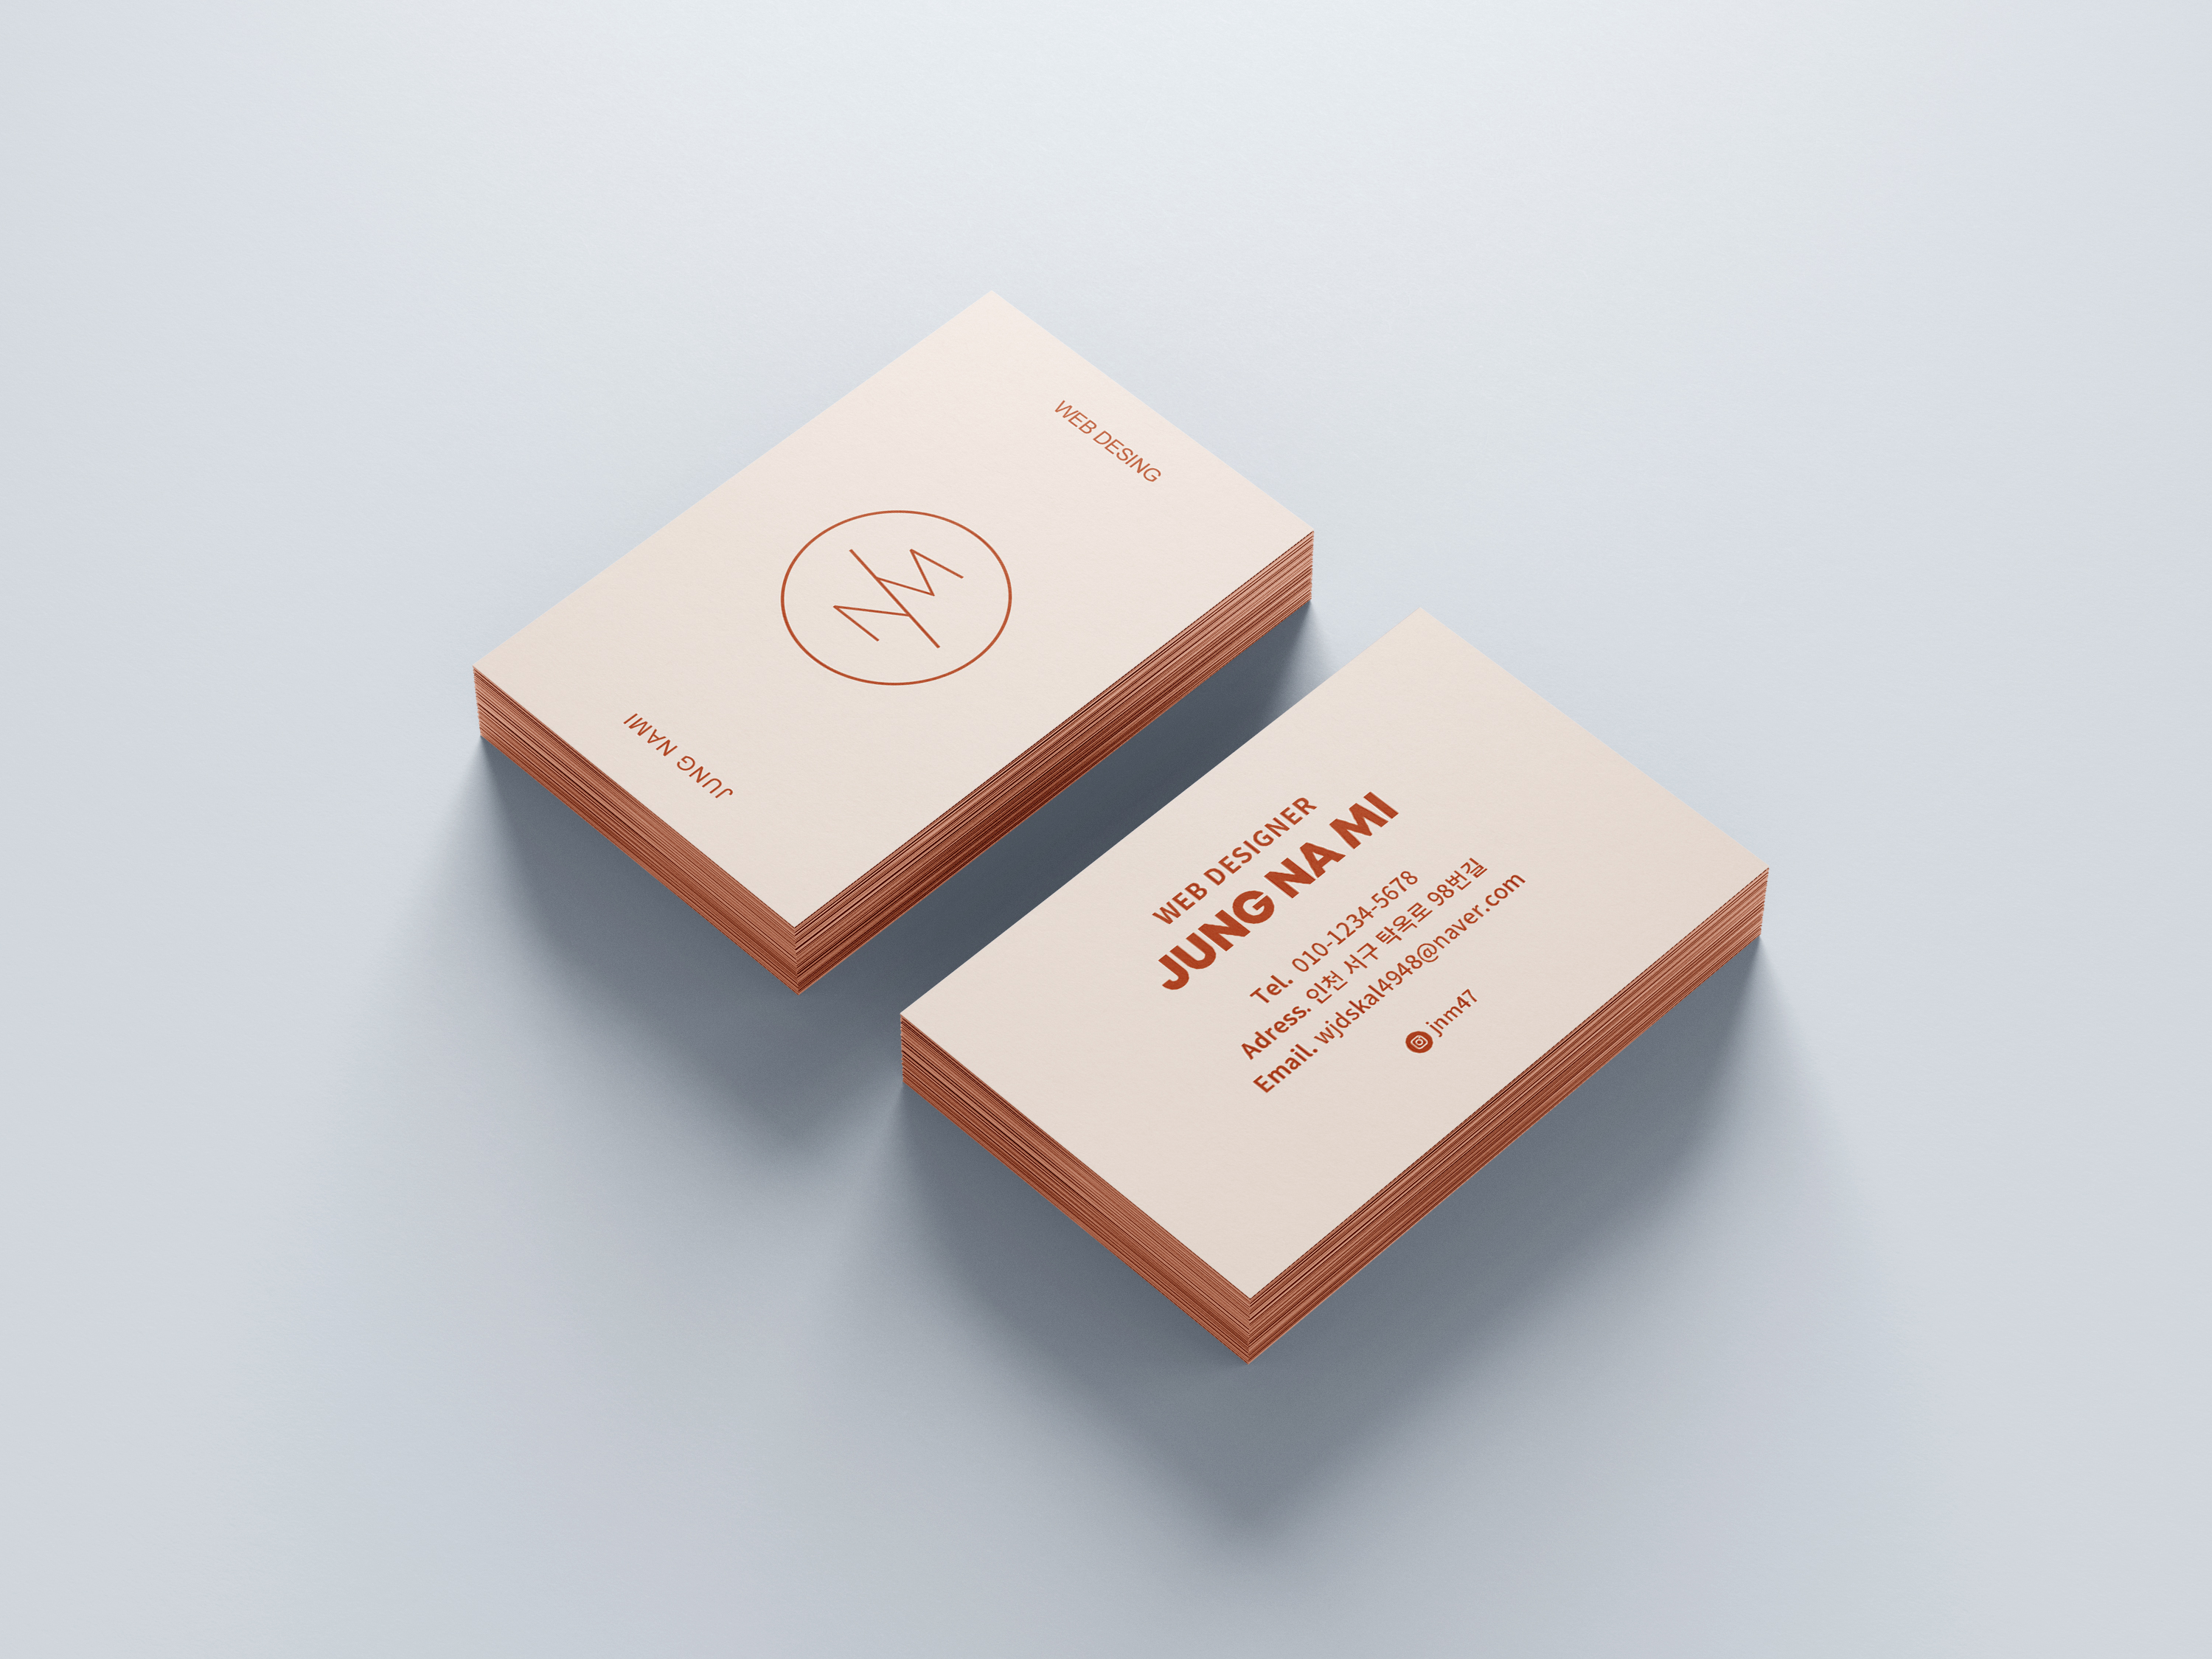 WEB DESING
JUNG NAMI
WEB DESIGNER
JUNG NA MI
Tel. 010-1234-5678
Adress. 인천 서구 탁옥로 98번길
Email. wjdskal4948@naver.com
jnm47